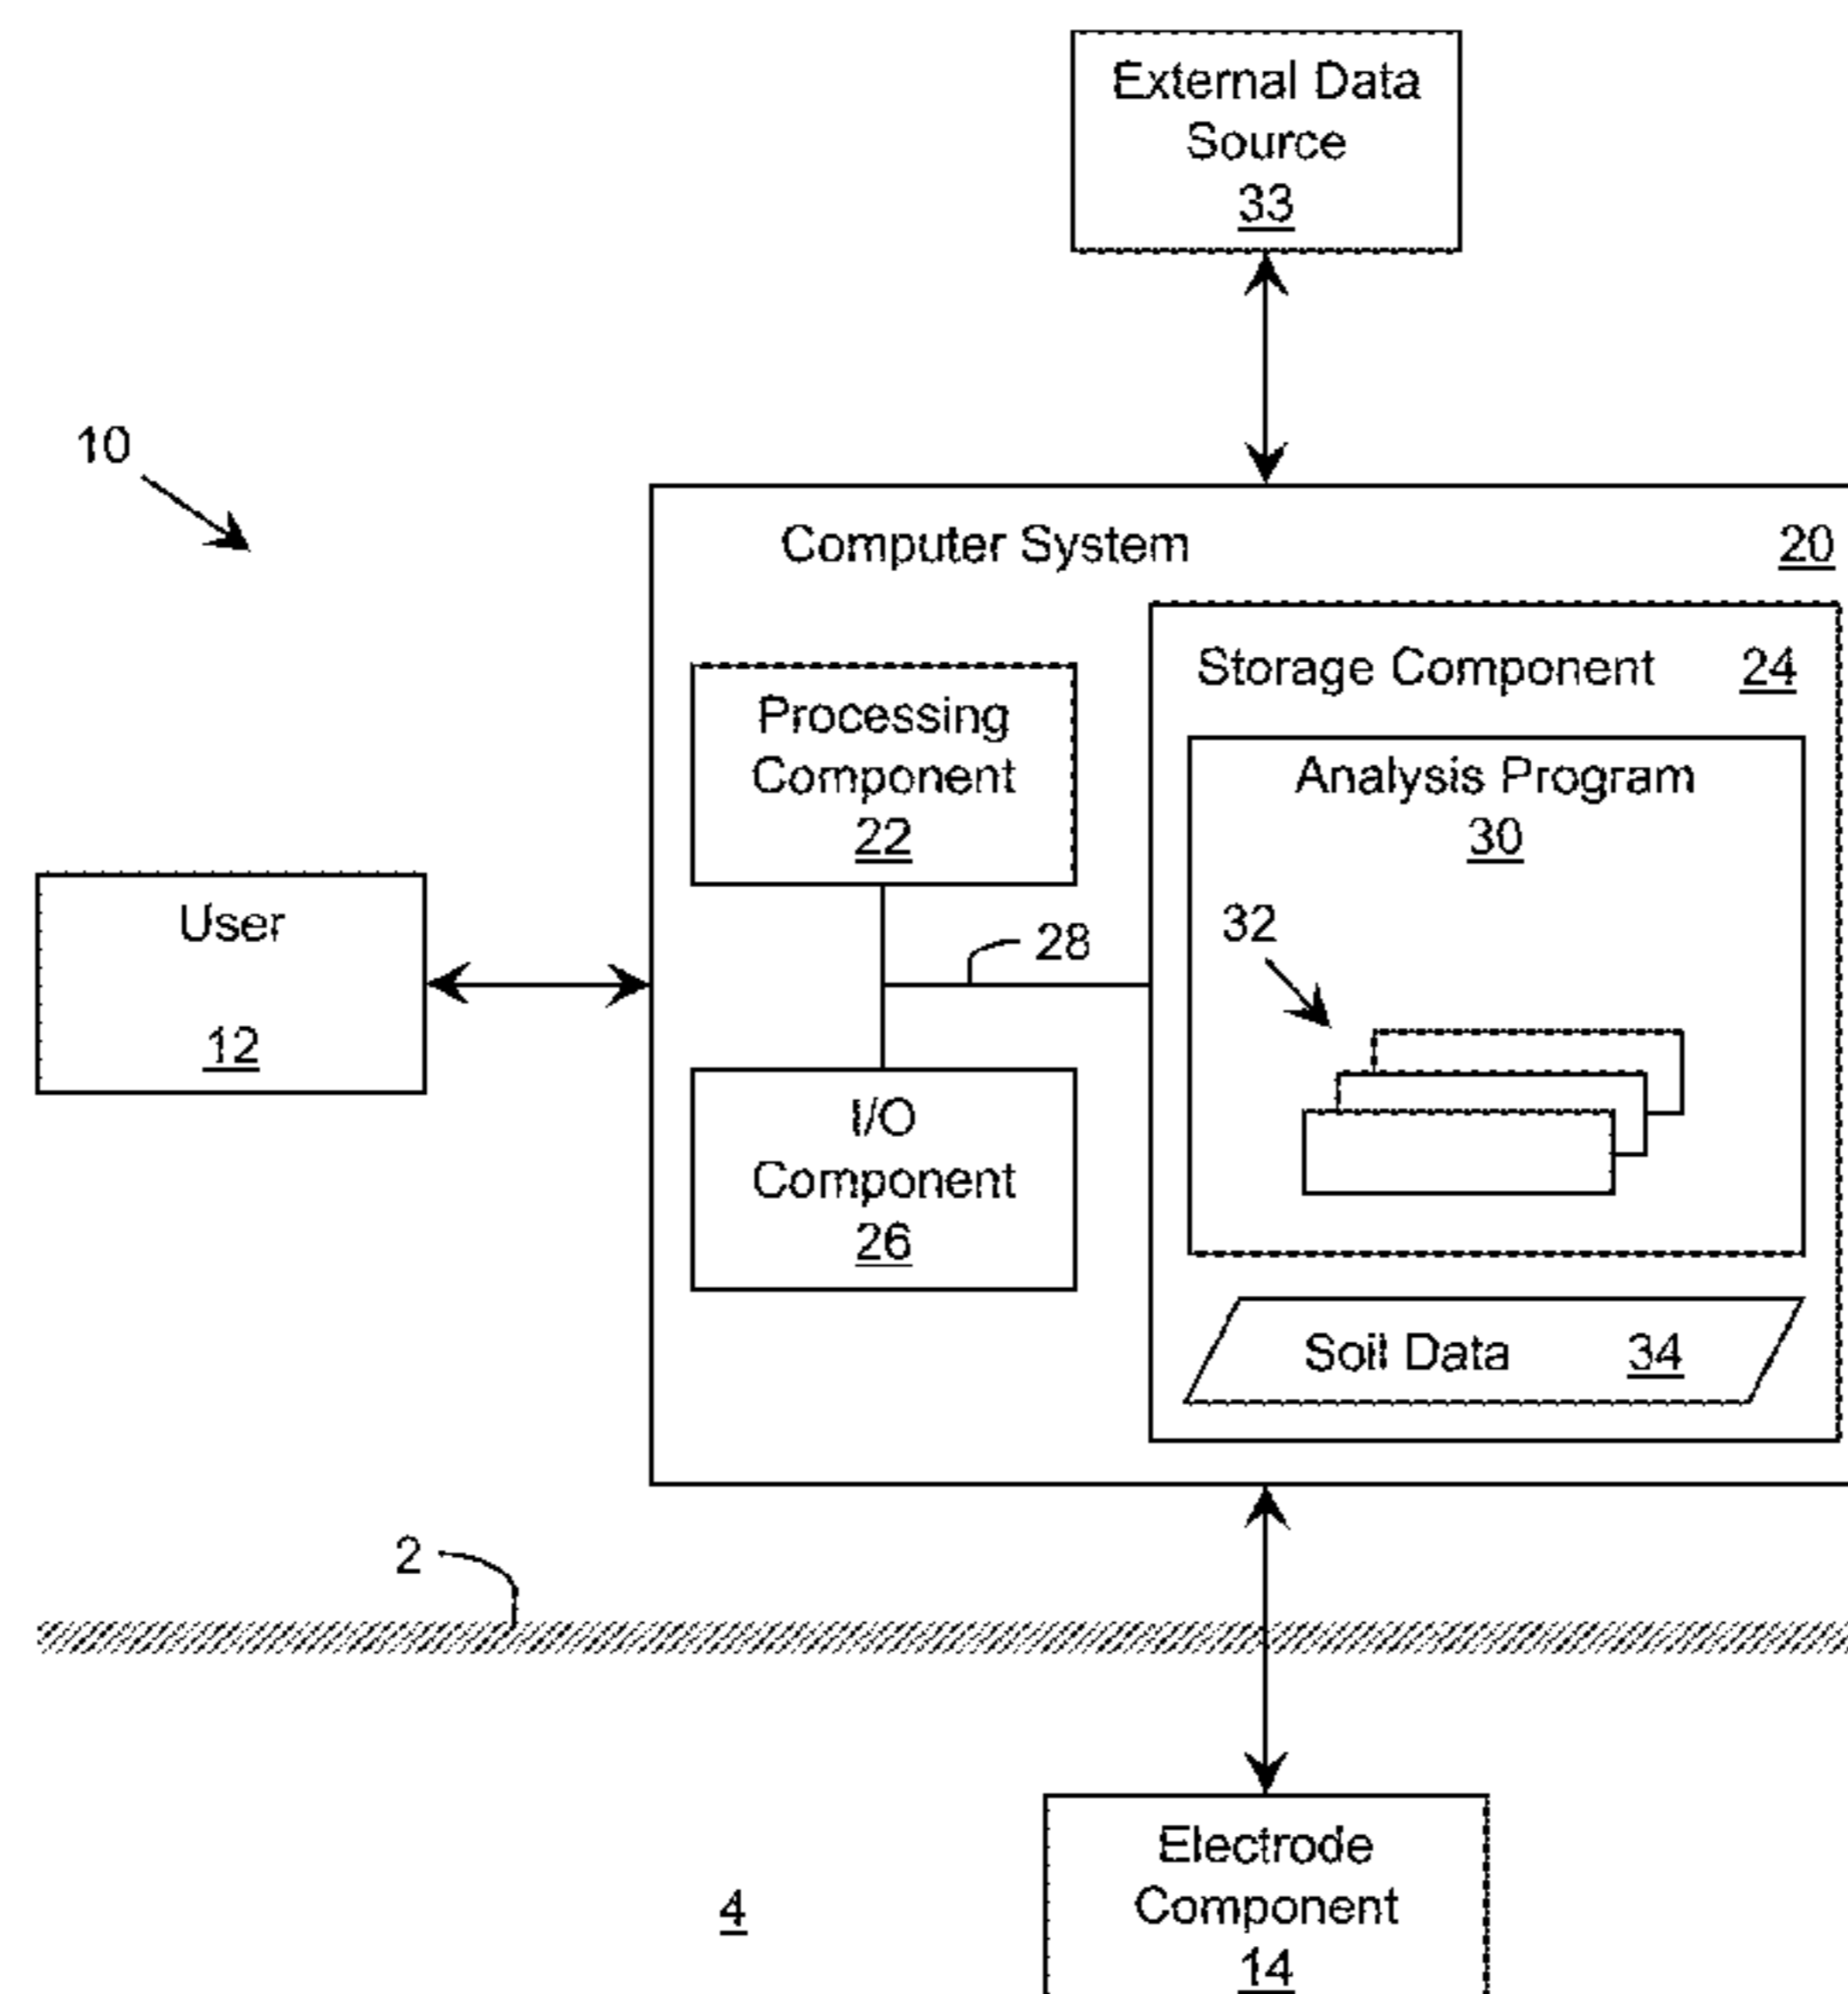 External Data
Source
33
10
Computer System 20
Storage Component 24
Processing
Component
22
Analysis Program
30
User
12
28
32
I/O
Component
26
Soil Data 34
2
Electrode
Component
14
4